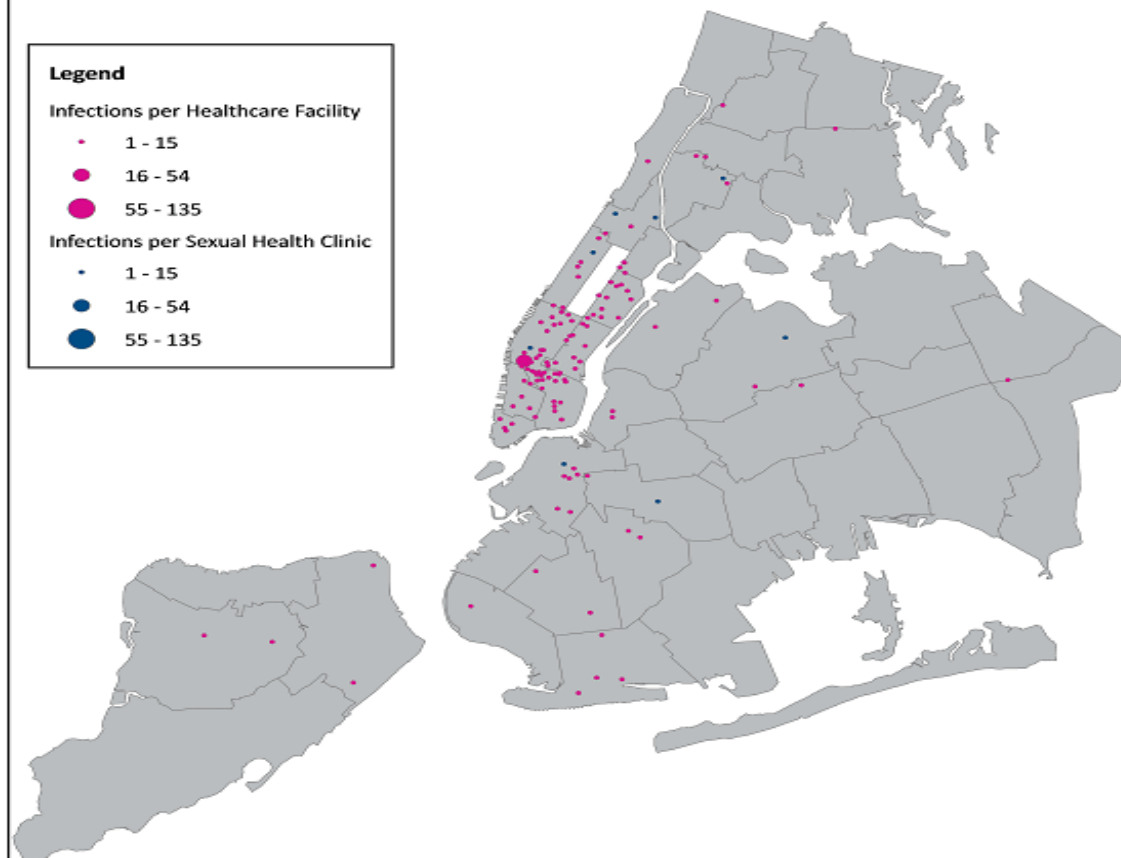 Legend
Infections per Healthcare Facility
1 - 15
16 - 54
55 - 135
Infections per Sexual Health Clinic
1 - 15
16 - 54
55 - 135